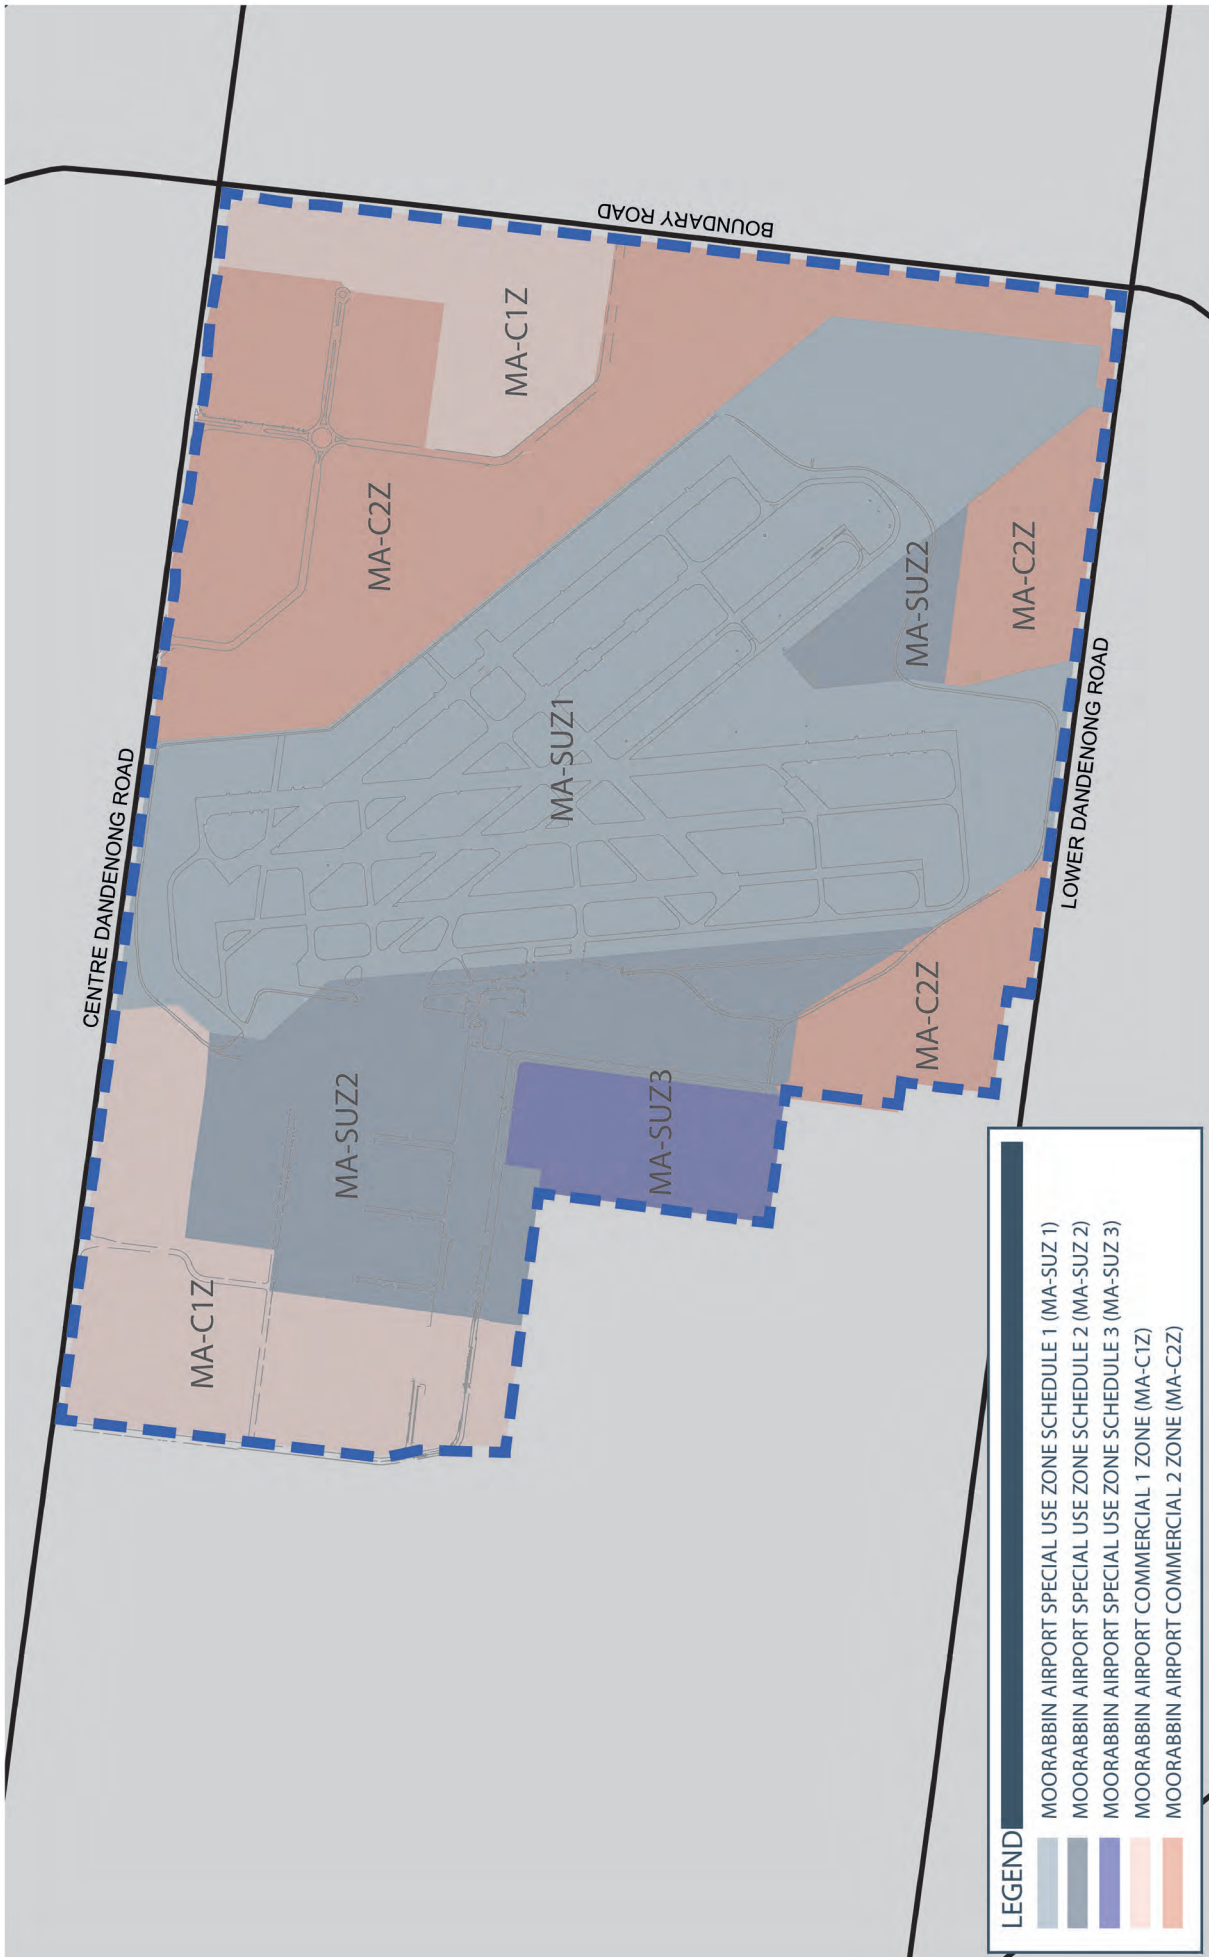 CENTRE DANDENONG ROAD
BOUNDARY ROAD
LOWER DANDENONG ROAD
MA-C1Z
MA-SUZ2
MA-C2Z
MA-C1Z
MA-SUZ1
MA-SUZ3
MA-C2Z
MA-SUZ2
MA-C2Z
LEGEND
MOORABBIN AIRPORT SPECIAL USE ZONE SCHEDULE 1 (MA-SUZ 1)
MOORABBIN AIRPORT SPECIAL USE ZONE SCHEDULE 2 (MA-SUZ 2)
MOORABBIN AIRPORT SPECIAL USE ZONE SCHEDULE 3 (MA-SUZ 3)
MOORABBIN AIRPORT COMMERCIAL 1 ZONE (MA-C1Z)
MOORABBIN AIRPORT COMMERCIAL 2 ZONE (MA-C2Z)